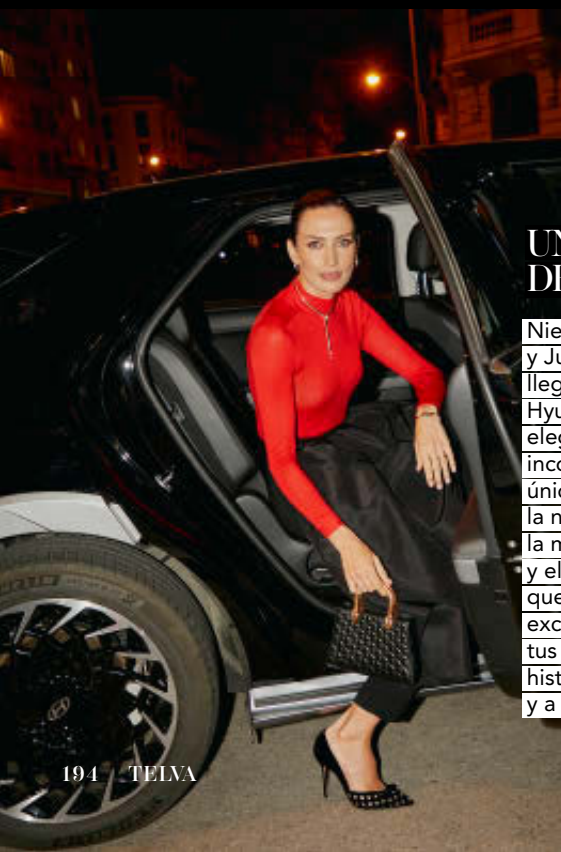 UN
DE
Nie
y Ju
lleg
Hyu
eleg
inco
únic
la n
la m
y el
que
exc
tus
hist
y a
194 TELVA